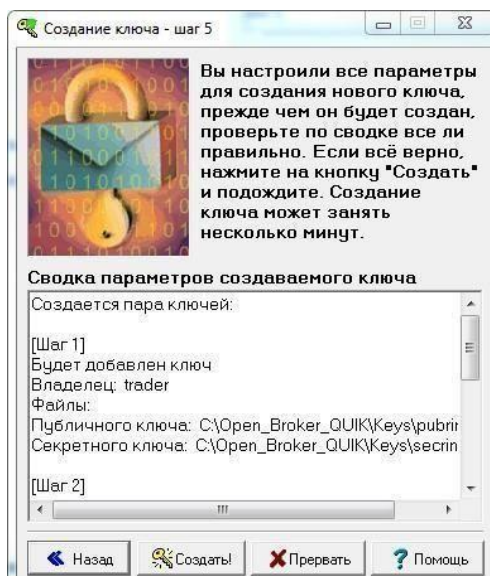 Создание ключа - шаг 5
Вы настроили все параметры
для создания нового ключа,
прежде чем он будет создан,
проверьте по сводке все ли
правильно. Если всё верно,
нажмите на кнопку "Создать"
и подождите. Создание
ключа может занять
несколько минут.
Сводка параметров создаваемого ключа
Создается пара ключей:
[Шаг 1]
Будет добавлен ключ
Владелец: trader
Файлы:
Публичного ключа: C:\Open_Broker_QUIK\Keys\pubrin
Секретного ключа: C:\Open_Broker_QUIK\Keys\secrin
[Шаг 2]
Назад Создать! Прервать Помощь